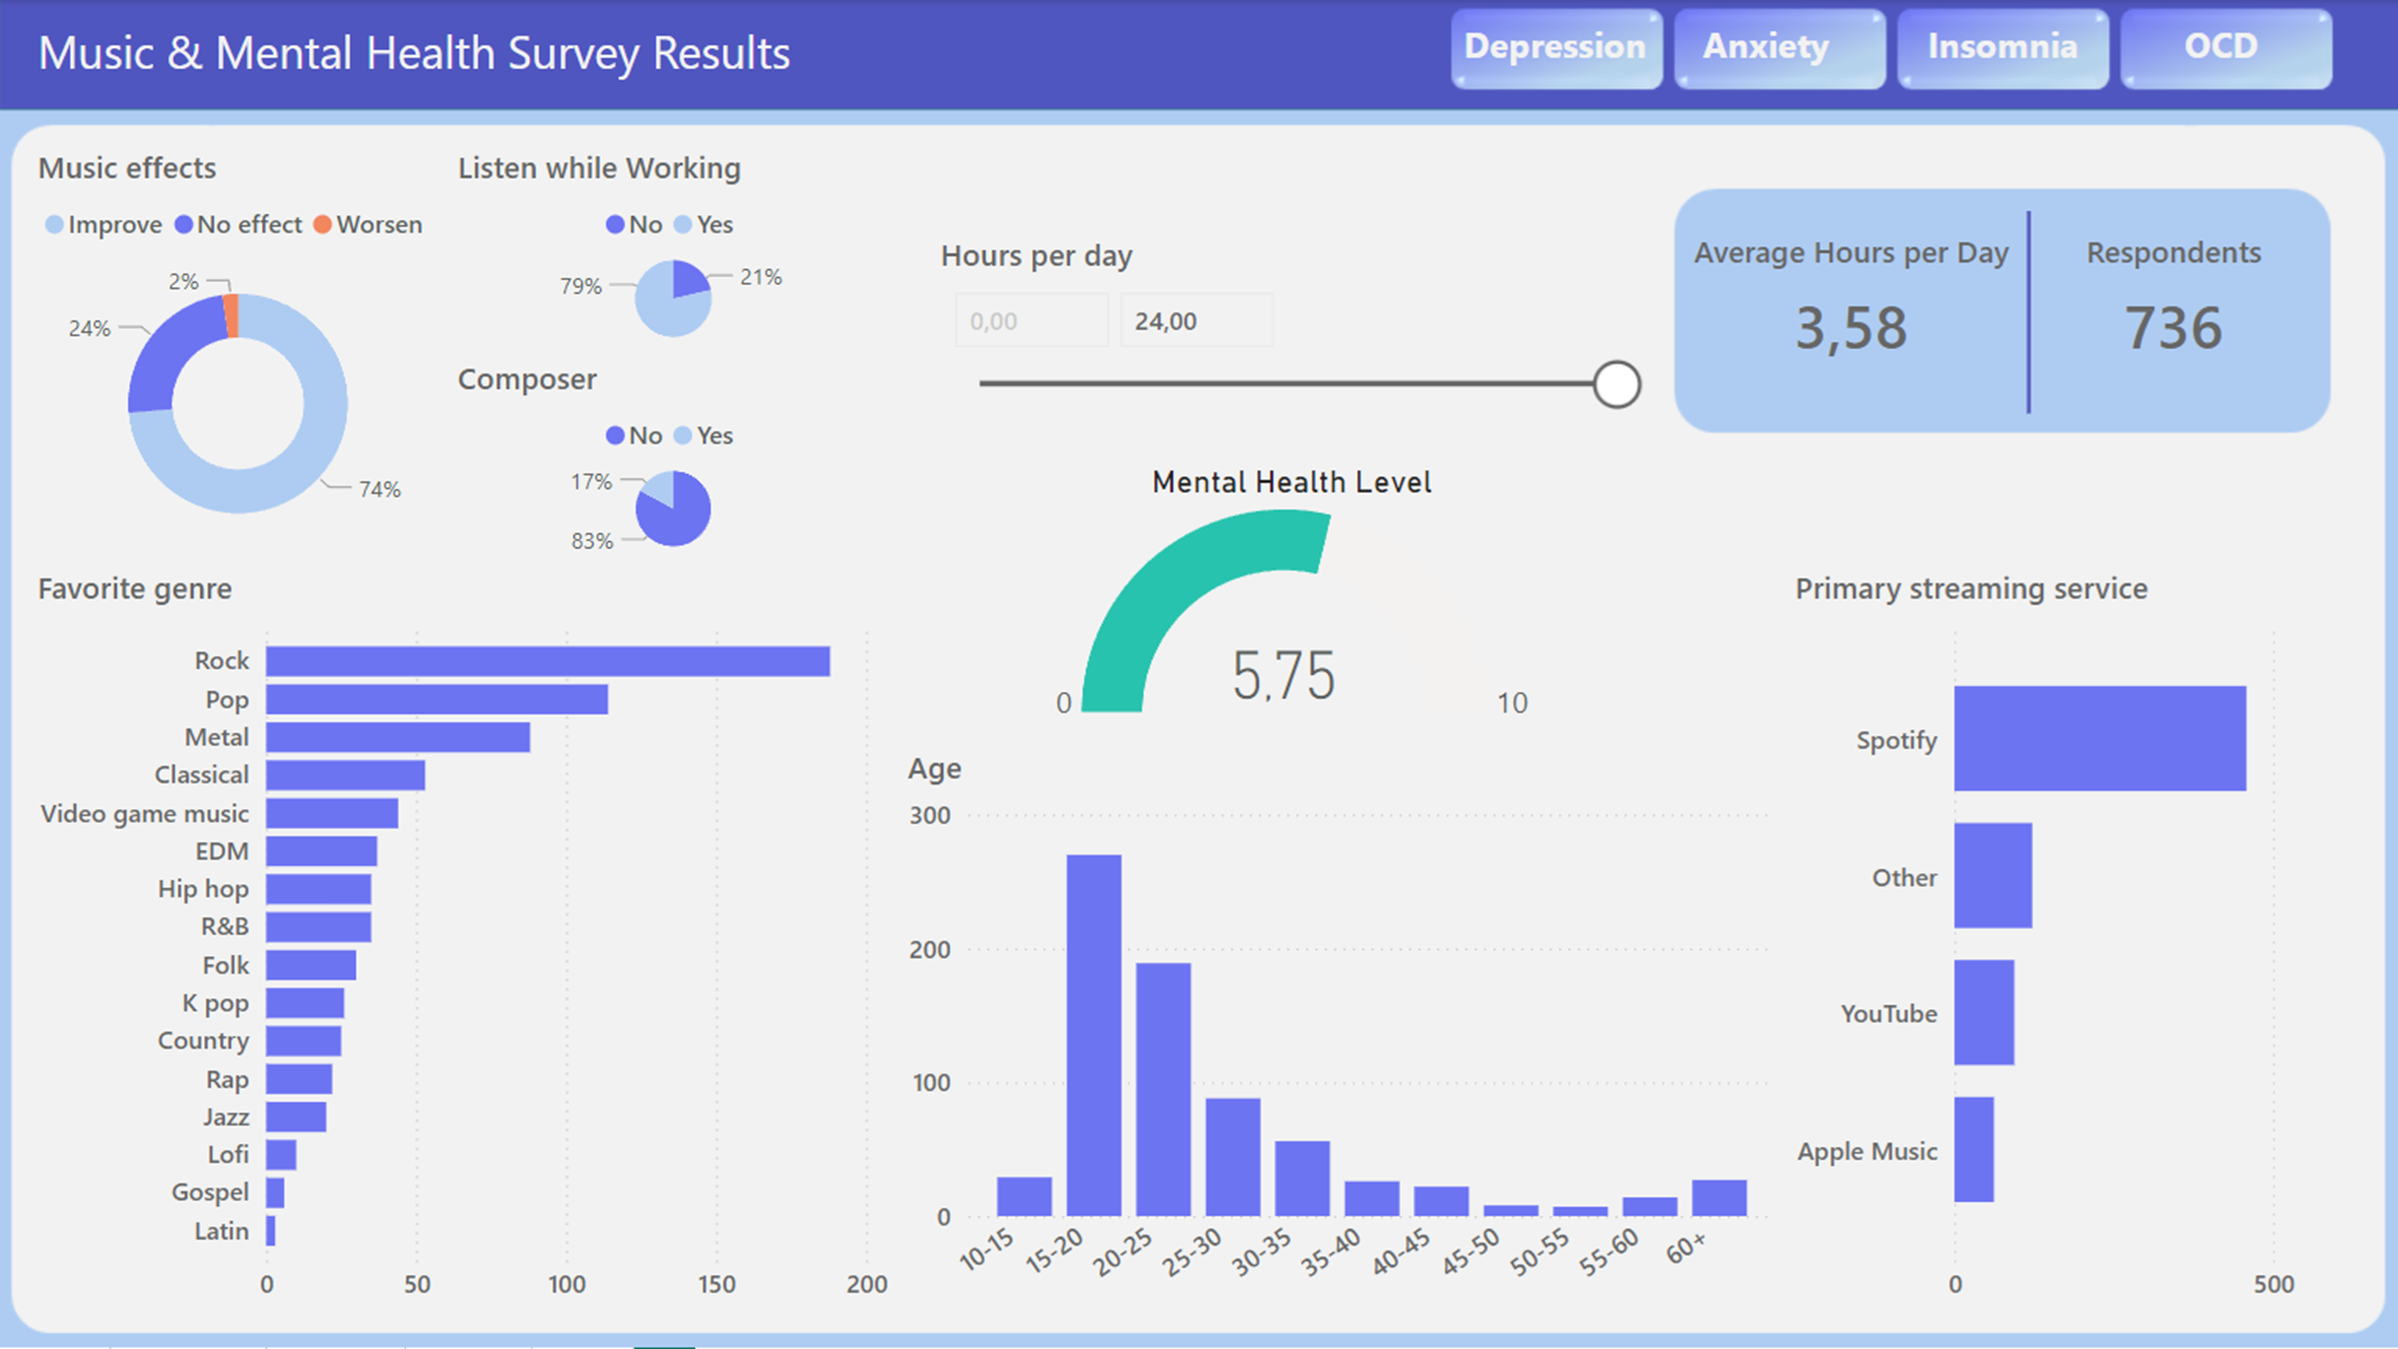 Music & Mental Health Survey Results
Depression
Anxiety
Insomnia
OCD
Music effects
Improve No effect Worsen
2%
24%
74%
Listen while Working
No Yes
79%
21%
Composer
No Yes
17%
83%
Hours per day
0,00
24,00
Average Hours per Day
3,58
Respondents
736
Mental Health Level
5,75
0
10
Favorite genre
Rock
Pop
Metal
Classical
Video game music
EDM
Hip hop
R&B
Folk
K pop
Country
Rap
Jazz
Lofi
Gospel
Latin
0 50 100 150 200
Age
300
200
100
0
10-15 15-20 20-25 25-30 30-35 35-40 40-45 45-50 50-55 55-60 60+
Primary streaming service
Spotify
Other
YouTube
Apple Music
0 500